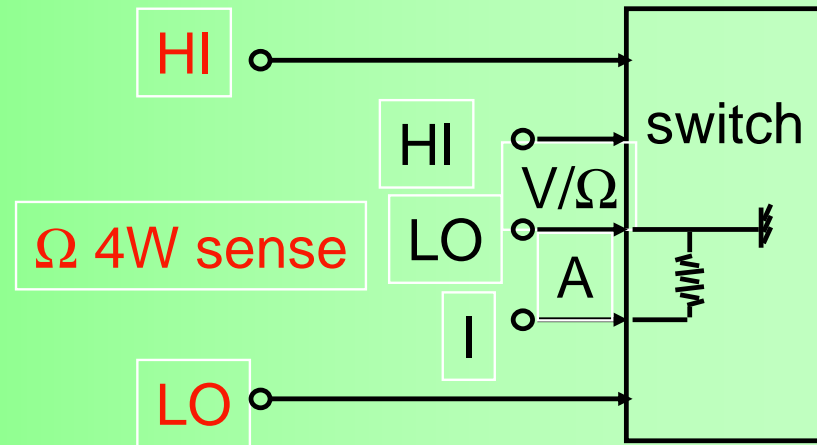 HI
switch
HI
V/Ω
Ω 4W sense
LO
A
I
LO